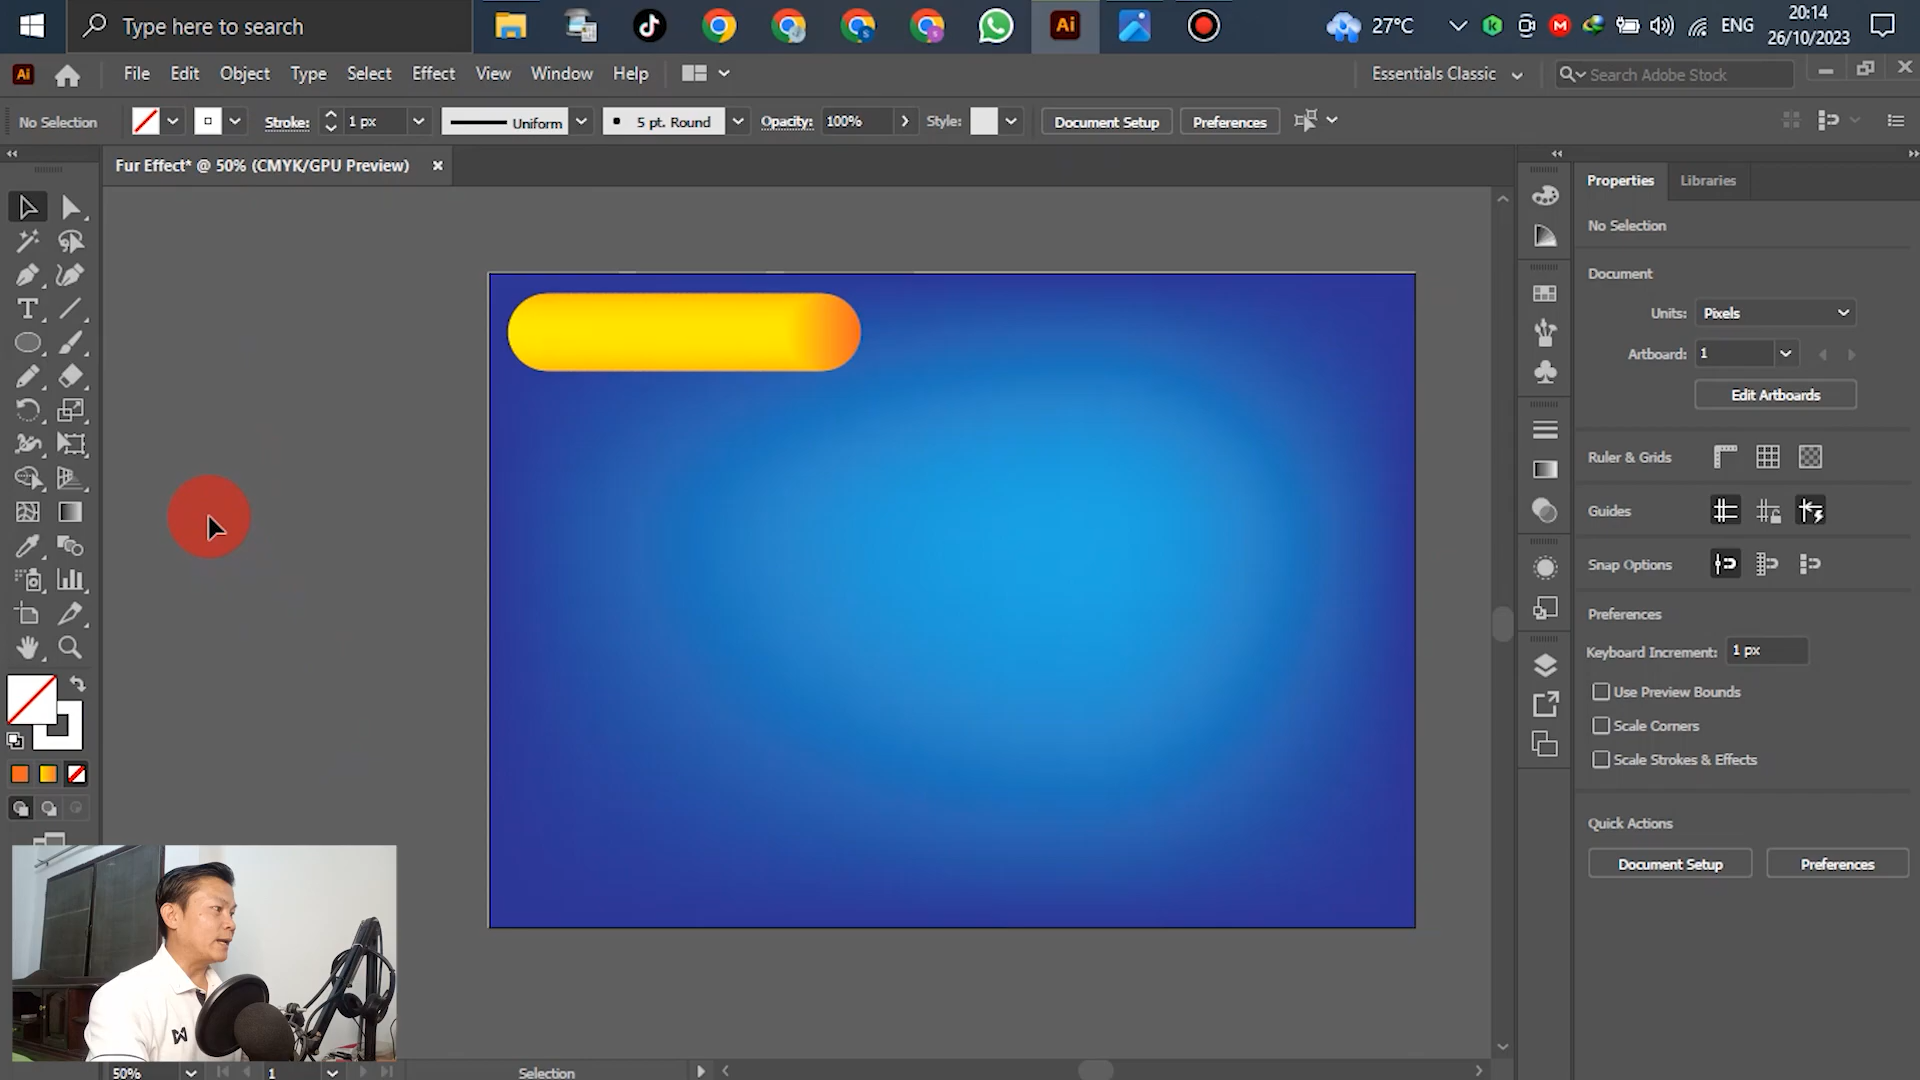 Type here to search
27°C
ENG
20:14
26/10/2023
Ai
File Edit Object Type Select Effect View Window Help
Essentials Classic
Search Adobe Stock
No Selection
Stroke:
1 px
Uniform
5 pt. Round
Opacity:
100%
Style:
Document Setup
Preferences
Fur Effect* @ 50% (CMYK/GPU Preview)
Properties
Libraries
No Selection
Document
Units:
Pixels
Artboard:
1
Edit Artboards
Ruler & Grids
Guides
Snap Options
Preferences
Keyboard Increment:
1 px
Use Preview Bounds
Scale Corners
Scale Strokes & Effects
Quick Actions
Document Setup
Preferences
50%
1
Selection